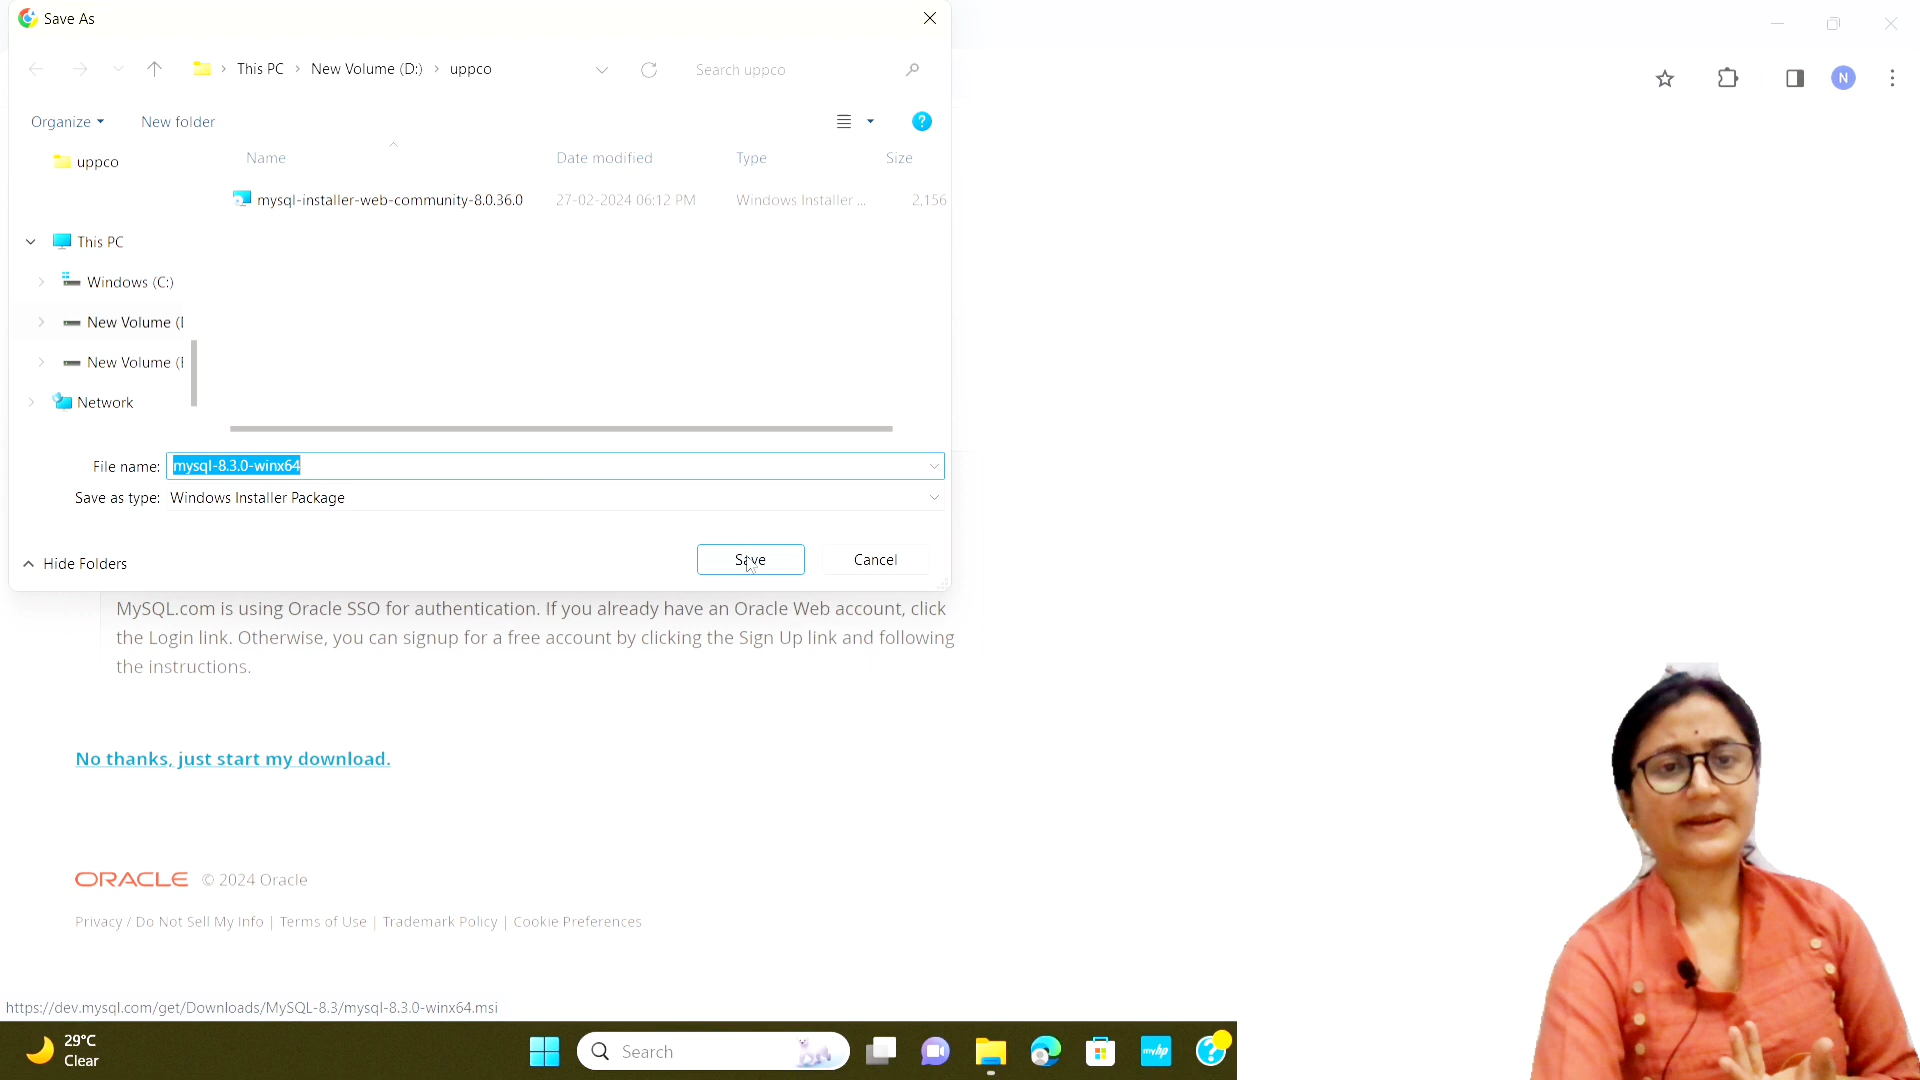 Save As
This PC > New Volume (D:) > uppco
Search uppco
N
Organize
New folder
?
uppco
Name
Date modified
Type
Size
mysql-installer-web-community-8.0.36.0
27-02-2024 06:12 PM
Windows Installer ...
2,156
This PC
Windows (C:)
New Volume (
New Volume (
Network
File name: mysql-8.3.0-winx64
Save as type: Windows Installer Package
Hide Folders
Save
Cancel
MySQL.com is using Oracle SSO for authentication. If you already have an Oracle Web account, click
the Login link. Otherwise, you can signup for a free account by clicking the Sign Up link and following
the instructions.
No thanks, just start my download.
ORACLE © 2024 Oracle
Privacy / Do Not Sell My Info | Terms of Use | Trademark Policy | Cookie Preferences
https://dev.mysql.com/get/Downloads/MySQL-8.3/mysql-8.3.0-winx64.msi
29°C
Clear
Search
myhp
?